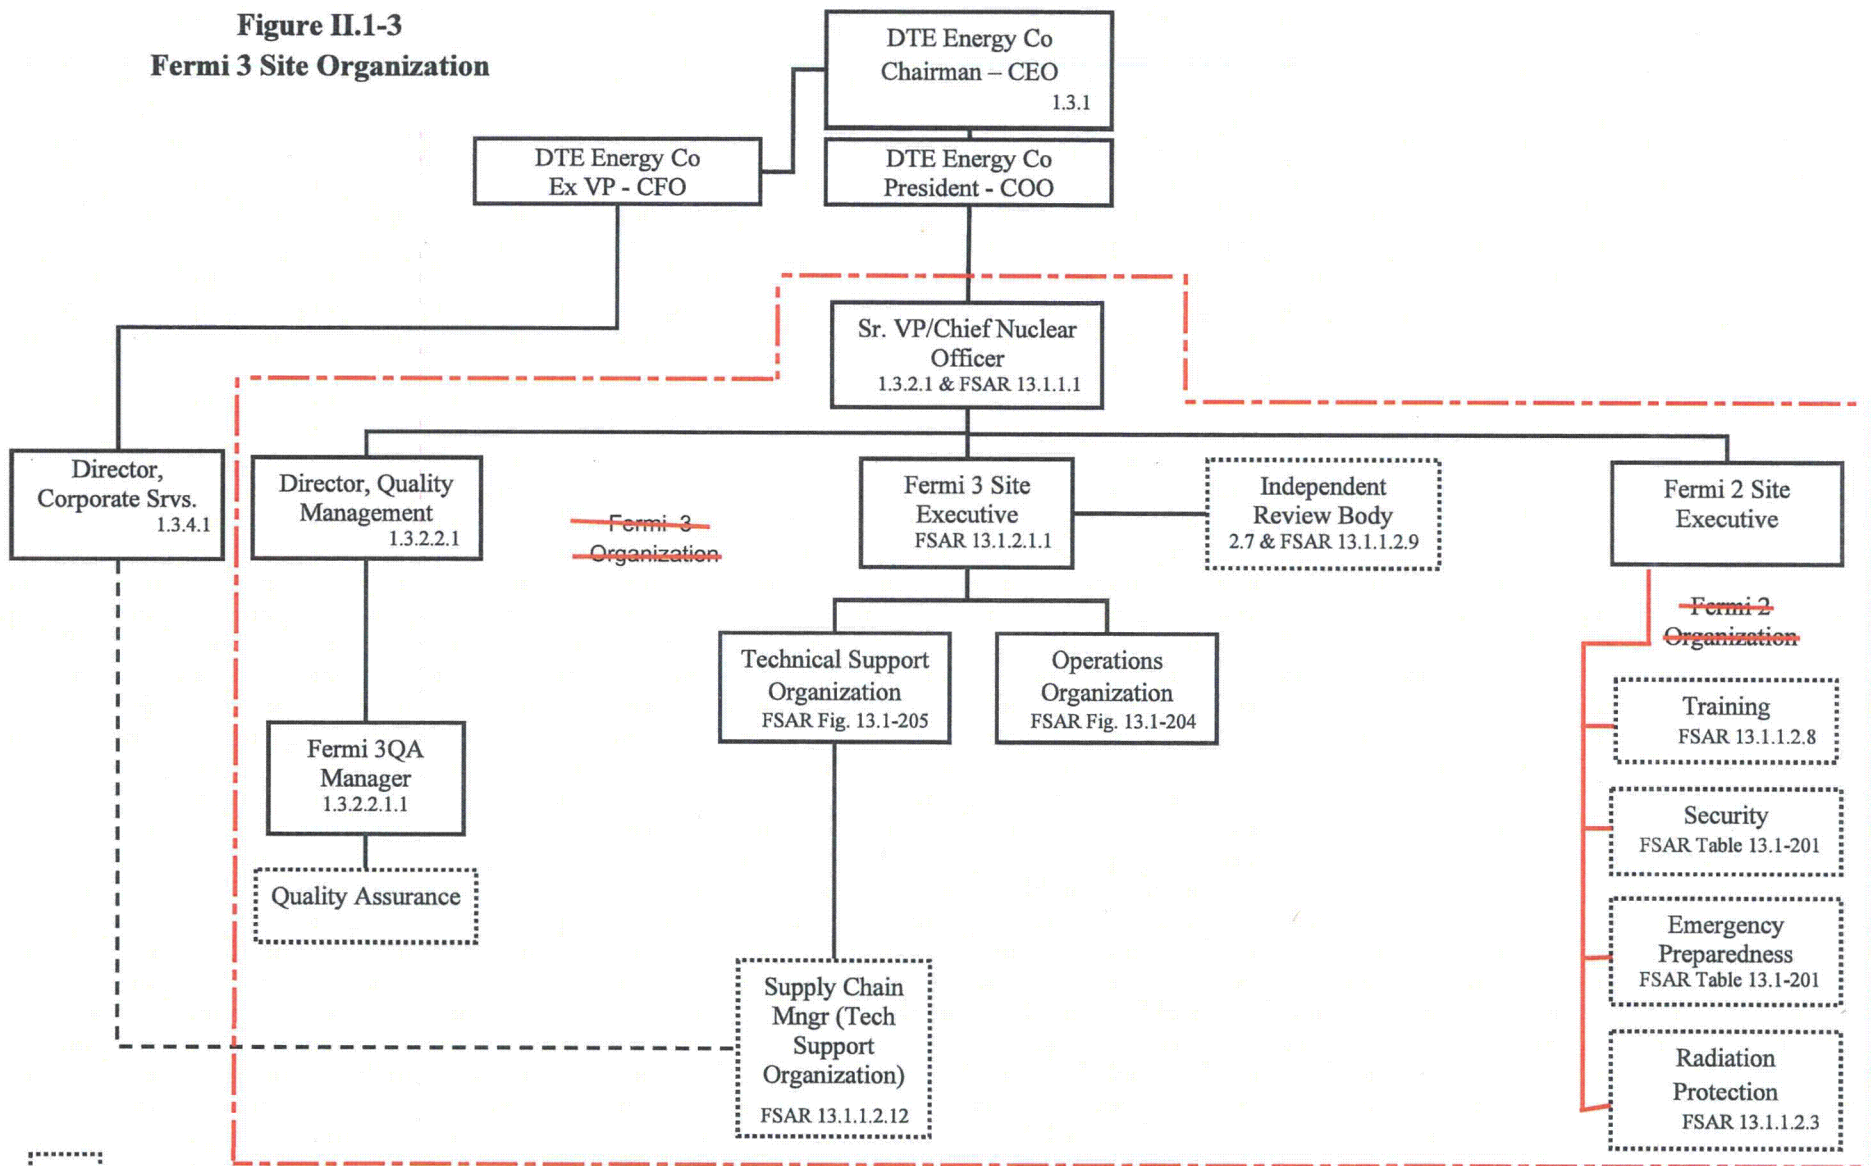 Figure II.1-3
Fermi 3 Site Organization
DTE Energy Co
Chairman – CEO
1.3.1
DTE Energy Co
Ex VP - CFO
DTE Energy Co
President - COO
Sr. VP/Chief Nuclear
Officer
1.3.2.1 & FSAR 13.1.1.1
Director,
Corporate Srvs.
1.3.4.1
Director, Quality
Management
1.3.2.2.1
Fermi 3
Organization
Fermi 3 Site
Executive
FSAR 13.1.2.1.1
Independent
Review Body
2.7 & FSAR 13.1.1.2.9
Fermi 2 Site
Executive
Fermi 2
Organization
Technical Support
Organization
FSAR Fig. 13.1-205
Operations
Organization
FSAR Fig. 13.1-204
Training
FSAR 13.1.1.2.8
Fermi 3QA
Manager
1.3.2.2.1.1
Security
FSAR Table 13.1-201
Quality Assurance
Emergency
Preparedness
FSAR Table 13.1-201
Supply Chain
Mngr (Tech
Support
Organization)
FSAR 13.1.1.2.12
Radiation
Protection
FSAR 13.1.1.2.3